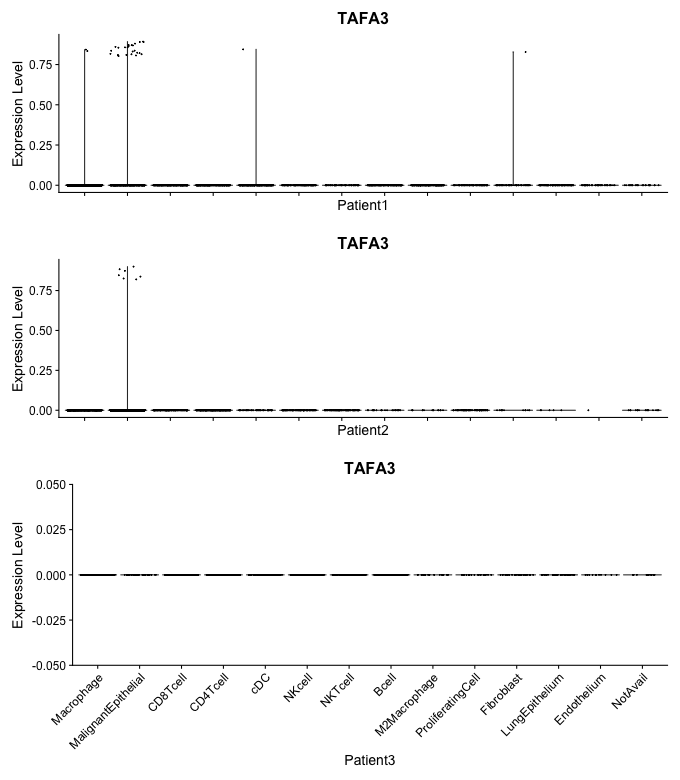 TAFA3
Expression Level
0.75
0.50
0.25
0.00
Patient1
TAFA3
Expression Level
0.75
0.50
0.25
0.00
Patient2
TAFA3
Expression Level
0.050
0.025
0.000
-0.025
-0.050
Macrophage
MalignantEpithelial
CD8Tcell
CD4Tcell
cDC
NKcell
NKTcell
Bcell
M2Macrophage
ProliferatingCell
Fibroblast
LungEpithelium
Endothelium
NotAvail
Patient3